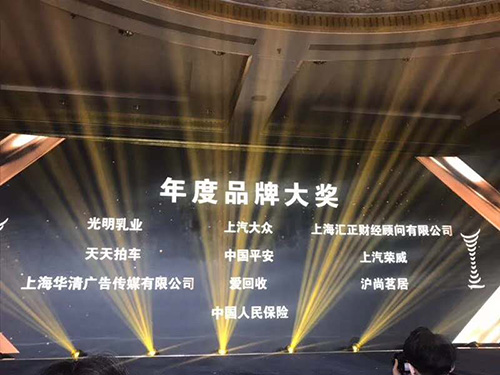 年度品牌大奖
光明乳业 上汽大众 上海汇正财经顾问有限公司
天天拍车 中国平安 上汽荣威
上海华清广告传媒有限公司 爱回收 沪尚茗居
中国人民保险